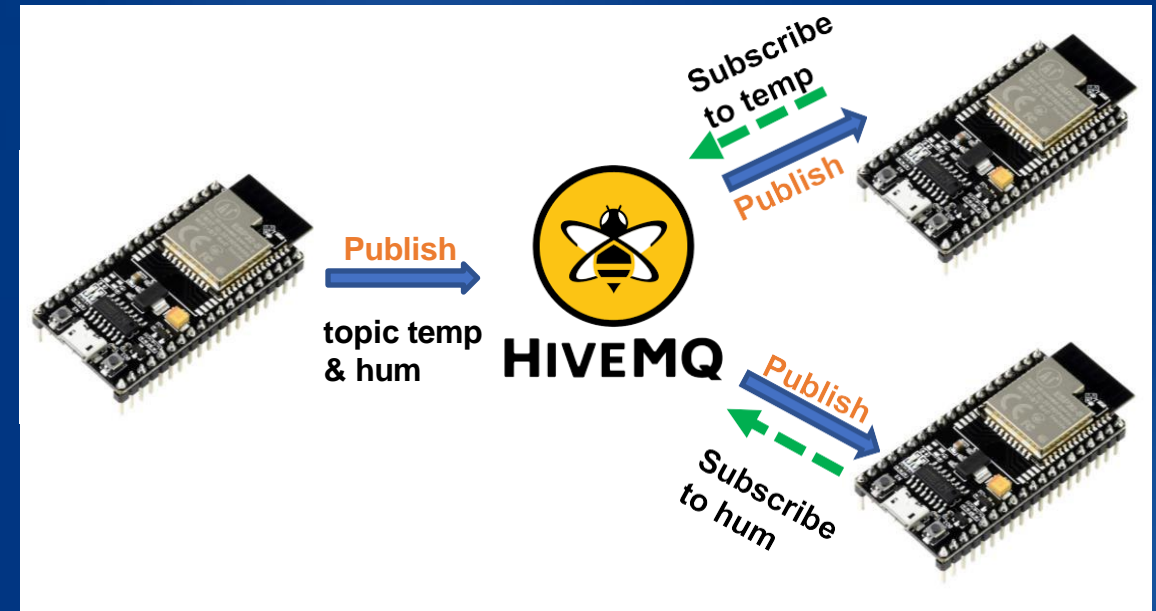 Publish
topic temp
& hum
HIVEMQ
Subscribe
to temp
Publish
Publish
Subscribe
to hum